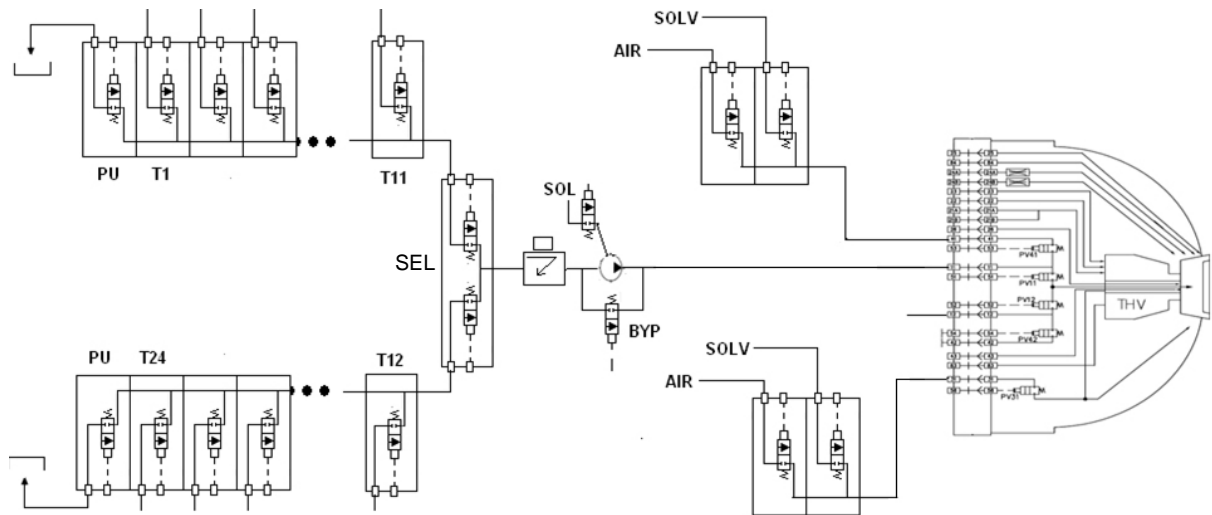 SOLV
AIR
PU T1
T11
SOL
SEL
PV41
PV11
THV
PV12
BYP
PU T24
T12
PV42
SOLV
AIR
PV31